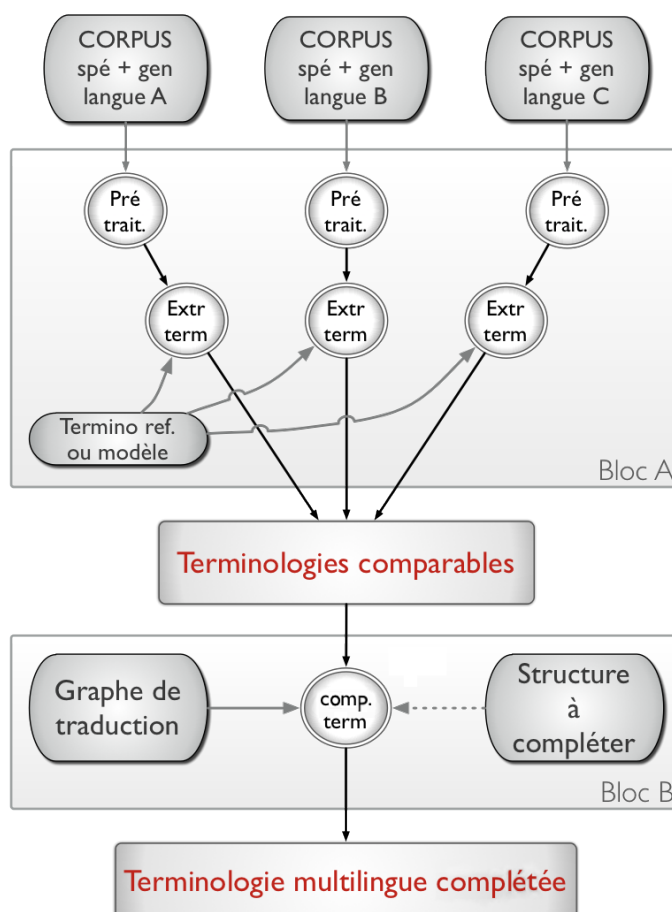 CORPUS
spé + gen
langue A
CORPUS
spé + gen
langue B
CORPUS
spé + gen
langue C
Pré
trait.
Pré
trait.
Pré
trait.
Extr
term
Extr
term
Extr
term
Termino ref.
ou modèle
Bloc A
Terminologies comparables
Graphe de
traduction
comp.
term
Structure
à
compléter
Bloc B
Terminologie multilingue complétée